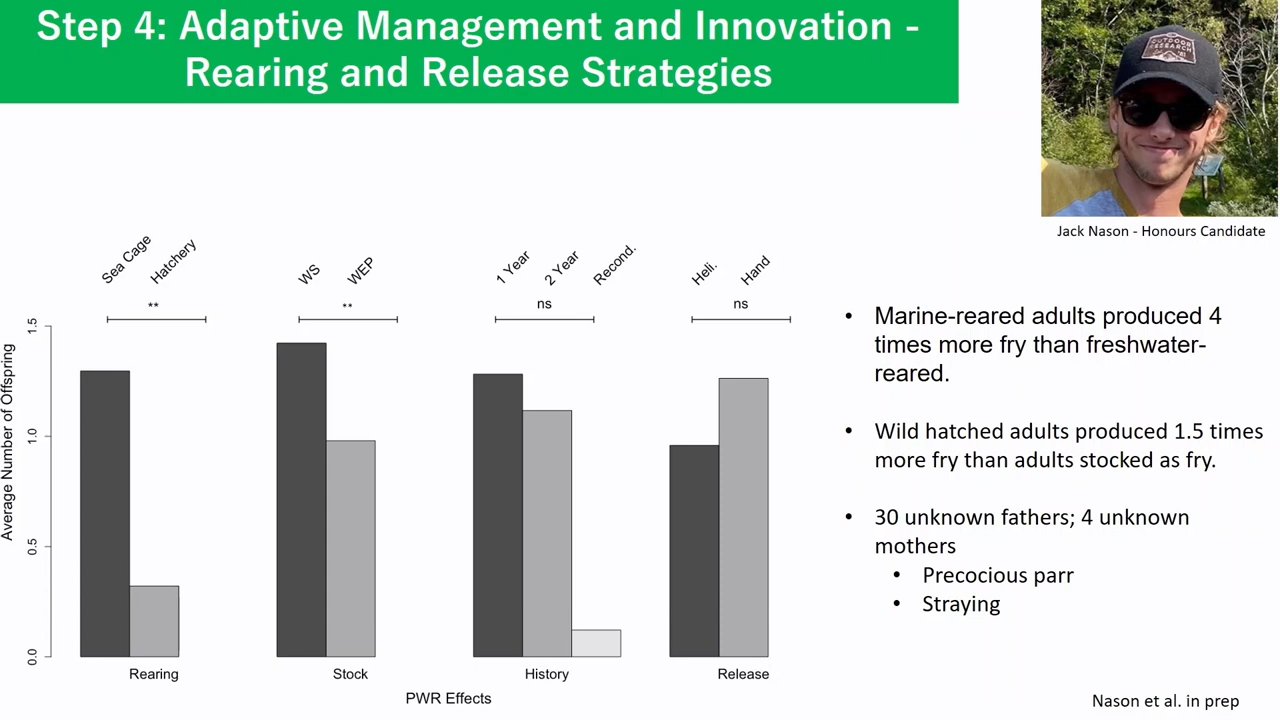 Step 4: Adaptive Management and Innovation -
Rearing and Release Strategies
OUTDOOR
RESEARCH
Jack Nason - Honours Candidate
Sea Cage
Hatchery
WS
WEP
1 Year
2 Year
Recond.
Heli.
Hand
**
**
ns
ns
1.5
1.0
0.5
0.0
Average Number of Offspring
Rearing
Stock
History
Release
PWR Effects
• Marine-reared adults produced 4
times more fry than freshwater-
reared.
• Wild hatched adults produced 1.5 times
more fry than adults stocked as fry.
• 30 unknown fathers; 4 unknown
mothers
• Precocious parr
• Straying
Nason et al. in prep